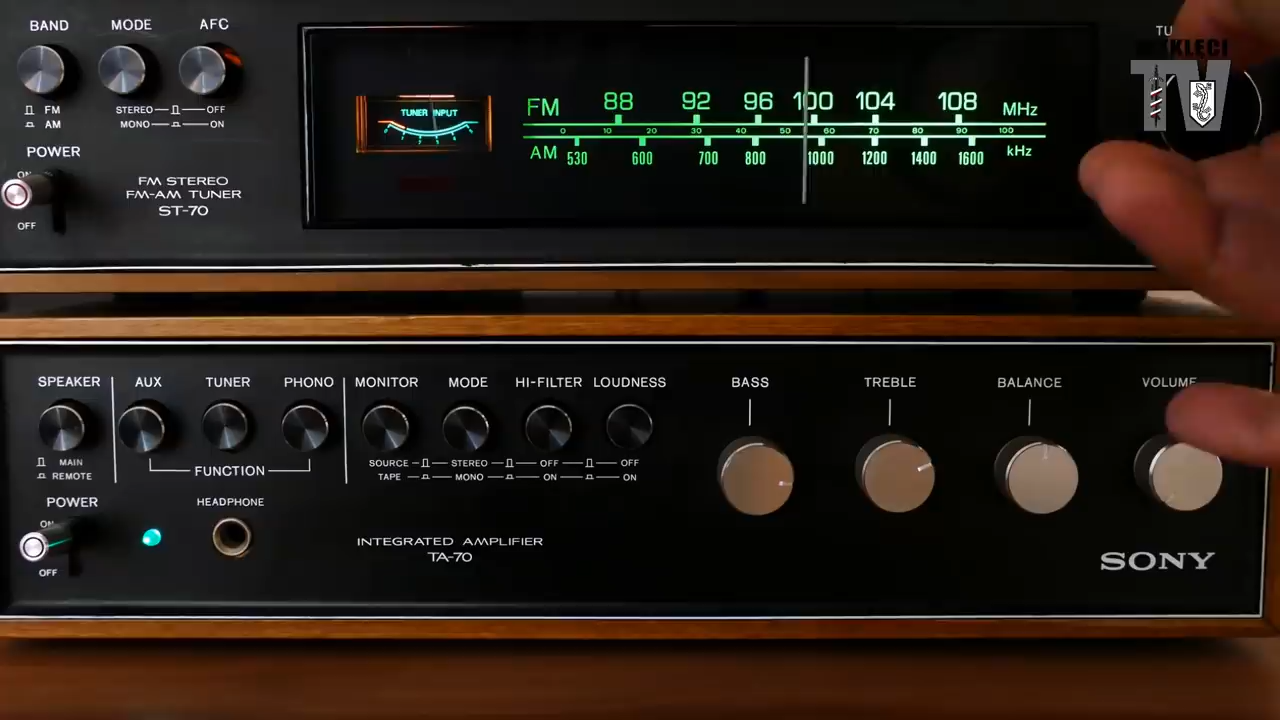 BAND MODE AFC
FM STEREO OFF
AM MONO ON
POWER
ON
OFF
FM STEREO
FM-AM TUNER
ST-70
TUNER INPUT
FM 88 92 96 100 104 108 MHz
0 10 20 30 40 50 60 70 80 90 100
AM 530 600 700 800 1000 1200 1400 1600 kHz
TU
KLECI
TV
SPEAKER AUX TUNER PHONO MONITOR MODE HI-FILTER LOUDNESS BASS TREBLE BALANCE VOLUME
MAIN
REMOTE
FUNCTION
SOURCE STEREO OFF OFF
TAPE MONO ON ON
POWER
ON
OFF
HEADPHONE
INTEGRATED AMPLIFIER
TA-70
SONY